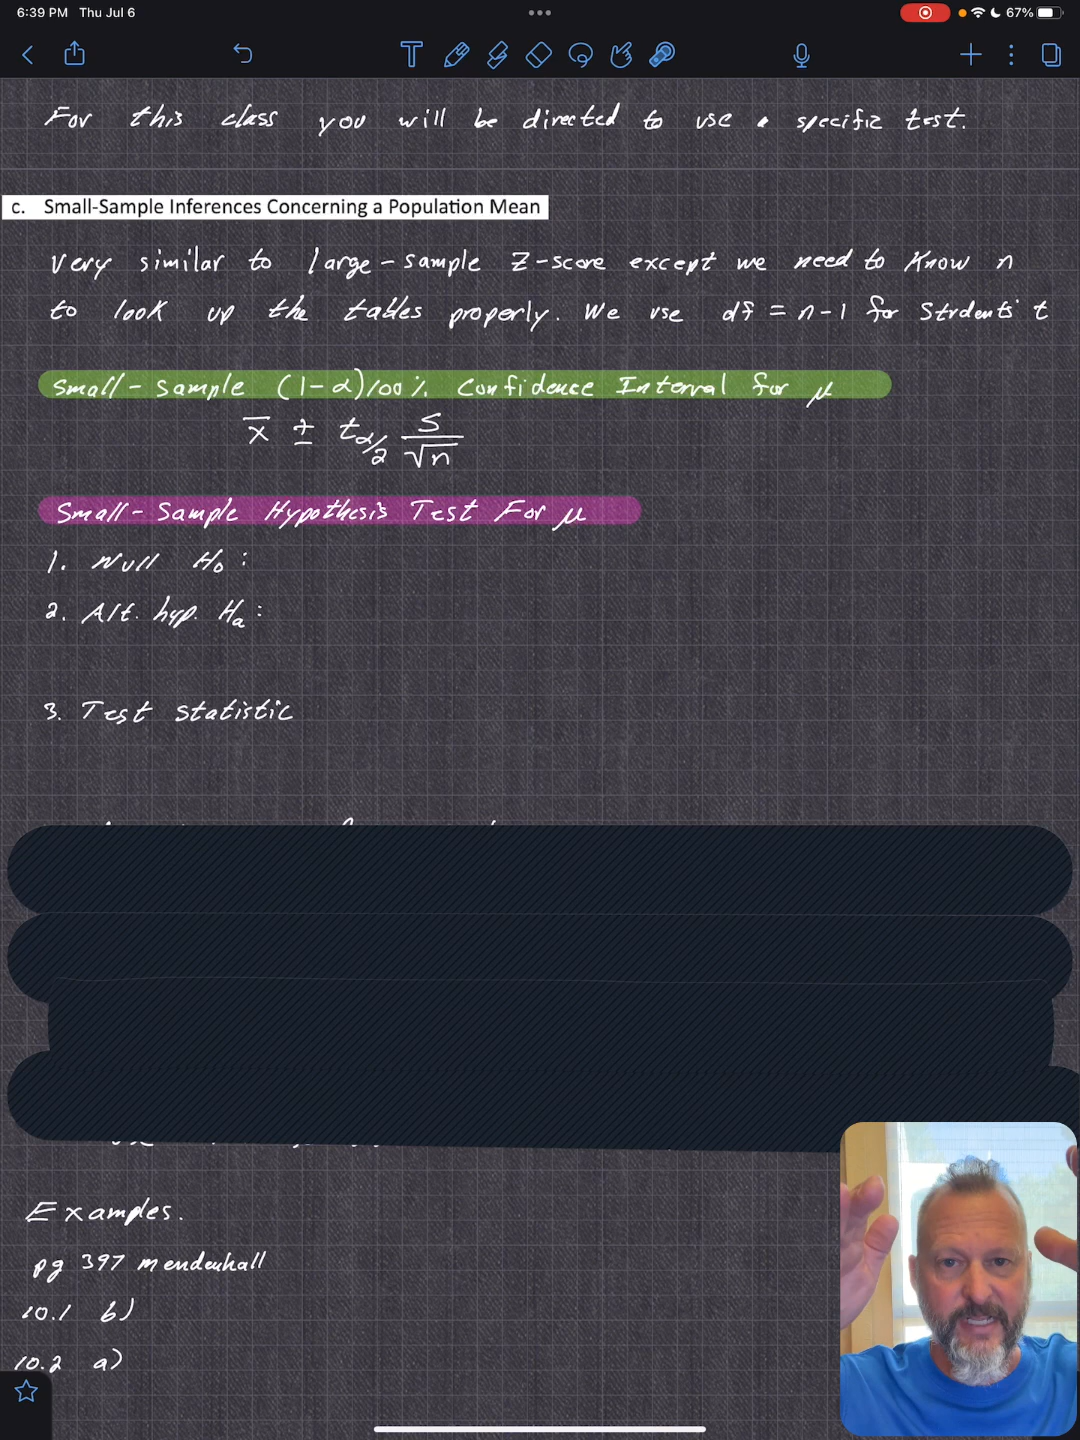 6:39 PM Thu Jul 6
67%
For this class you will be directed to use a specific test.
c. Small-Sample Inferences Concerning a Population Mean
very similar to large-sample Z-score except we need to know n
to look up the tables properly. We use df = n-1 for Students t
Small-Sample (1-α)100% Confidence Interval for μ
x̄ ± t α/2 S/√n
Small-Sample Hypothesis Test For μ
1. Null H₀:
2. Alt. hyp. Hₐ:
3. Test statistic
Examples.
pg 397 mendenhall
10.1 b)
10.2 a)